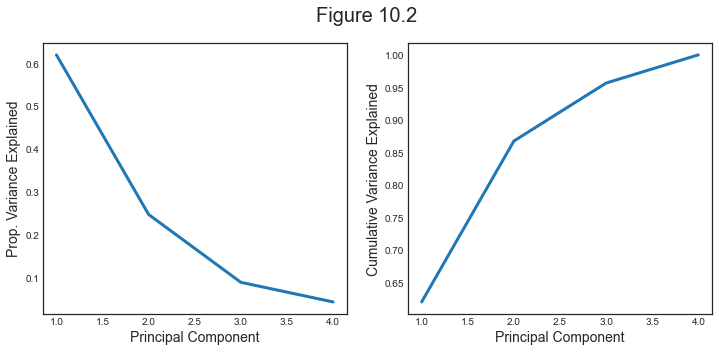 Figure 10.2
Prop. Variance Explained
0.6
0.5
0.4
0.3
0.2
0.1
1.0 1.5 2.0 2.5 3.0 3.5 4.0
Principal Component
Cumulative Variance Explained
1.00
0.95
0.90
0.85
0.80
0.75
0.70
0.65
1.0 1.5 2.0 2.5 3.0 3.5 4.0
Principal Component